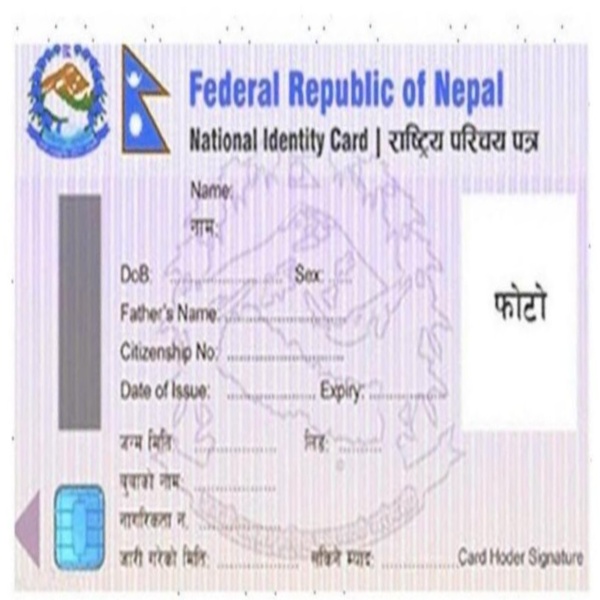 Federal Republic of Nepal
National Identity Card | राष्ट्रिय परिचय पत्र
Name:
नाम:
DoB: .................... Sex: ........
फोटो
Father's Name: ....................
Citizenship No: ....................
Date of Issue: .................... Expiry: ....................
जन्म मिति: .................... लिङ्ग: ........
बुवाको नाम: ....................
नागरिकता न. ....................
जारी गरेको मिति: .................... सकिने म्याद: ....................
Card Hoder Signature